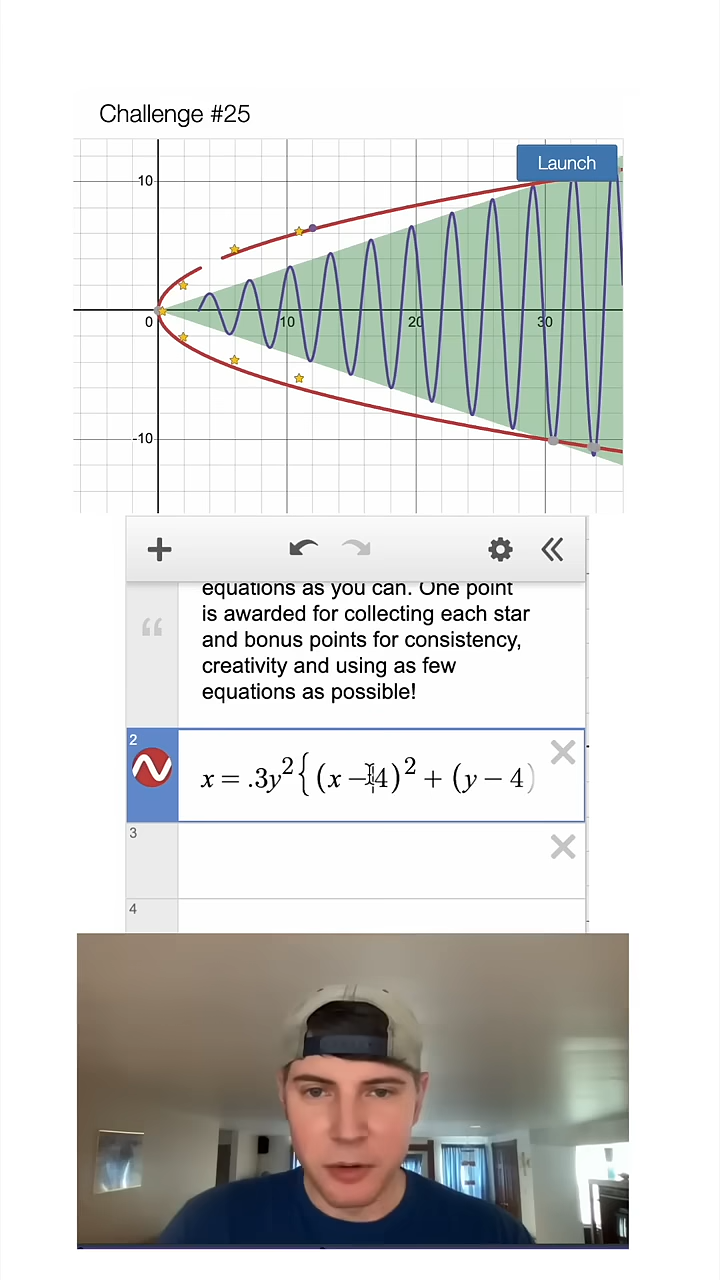 Challenge #25
Launch
10
0
10
20
30
-10
equations as you can. One point
is awarded for collecting each star
and bonus points for consistency,
creativity and using as few
equations as possible!
2
x = .3y²{(x − 4)² + (y − 4)
3
4